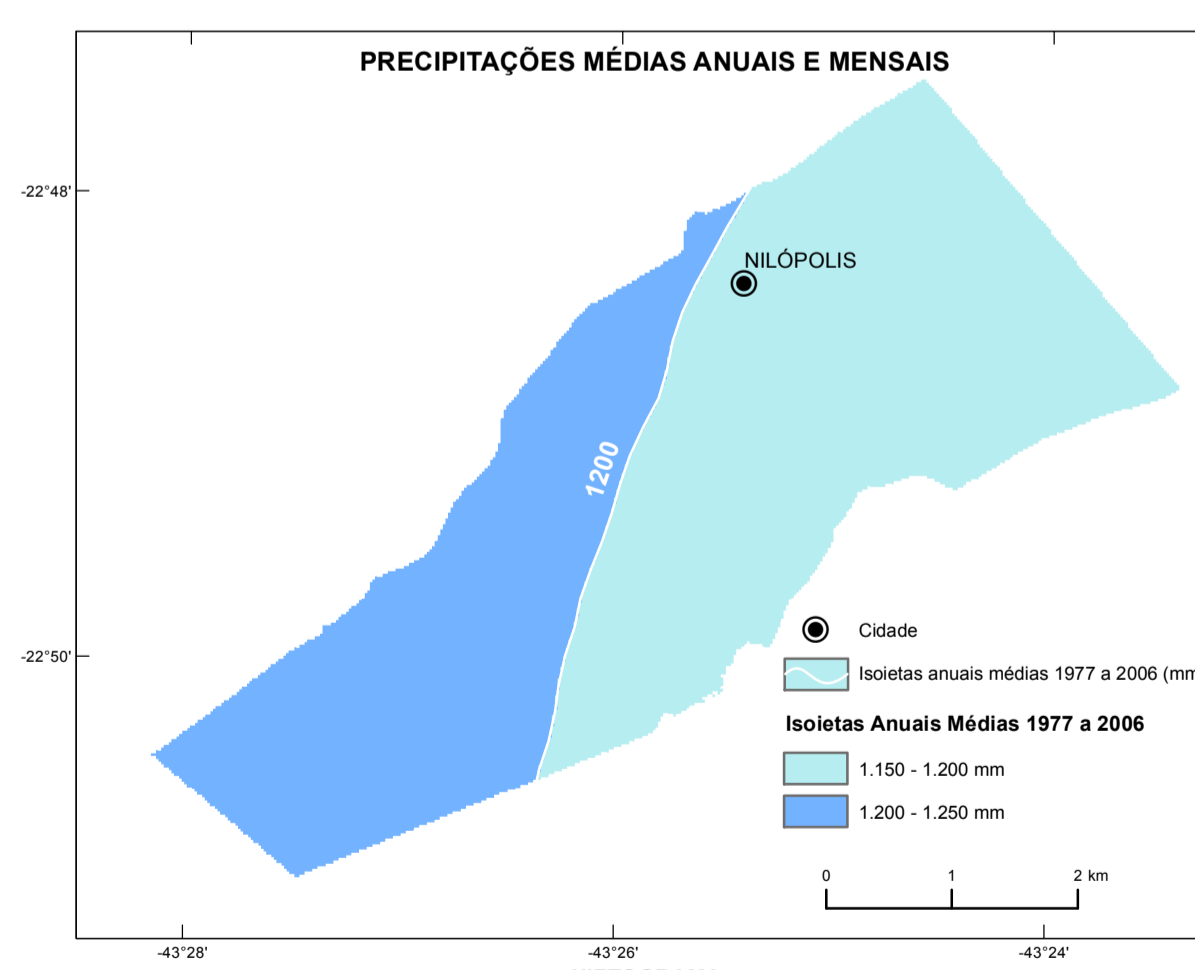 PRECIPITAÇÕES MÉDIAS ANUAIS E MENSAIS
-22°48'
NILÓPOLIS
1200
-22°50'
Cidade
Isoietas anuais médias 1977 a 2006 (mm
Isoietas Anuais Médias 1977 a 2006
1.150 - 1.200 mm
1.200 - 1.250 mm
0 1 2 km
-43°28' -43°26' -43°24'